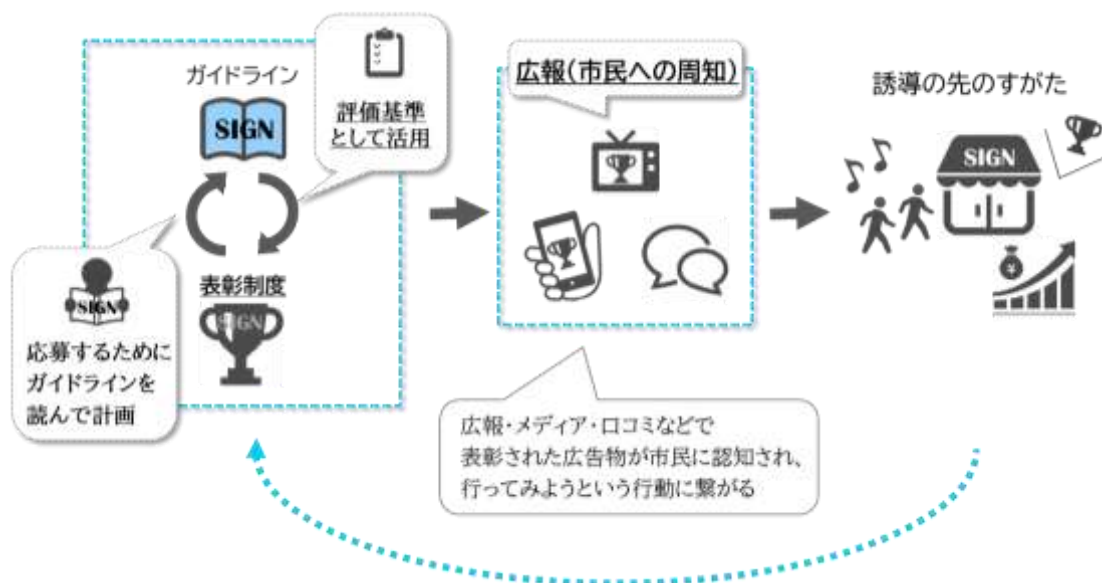 ガイドライン
SIGN
評価基準
として活用
表彰制度
SIGN
SIGN
応募するために
ガイドラインを
読んで計画
広報(市民への周知)
広報・メディア・口コミなどで
表彰された広告物が市民に認知され、
行ってみようという行動に繋がる
誘導の先のすがた
SIGN
¥